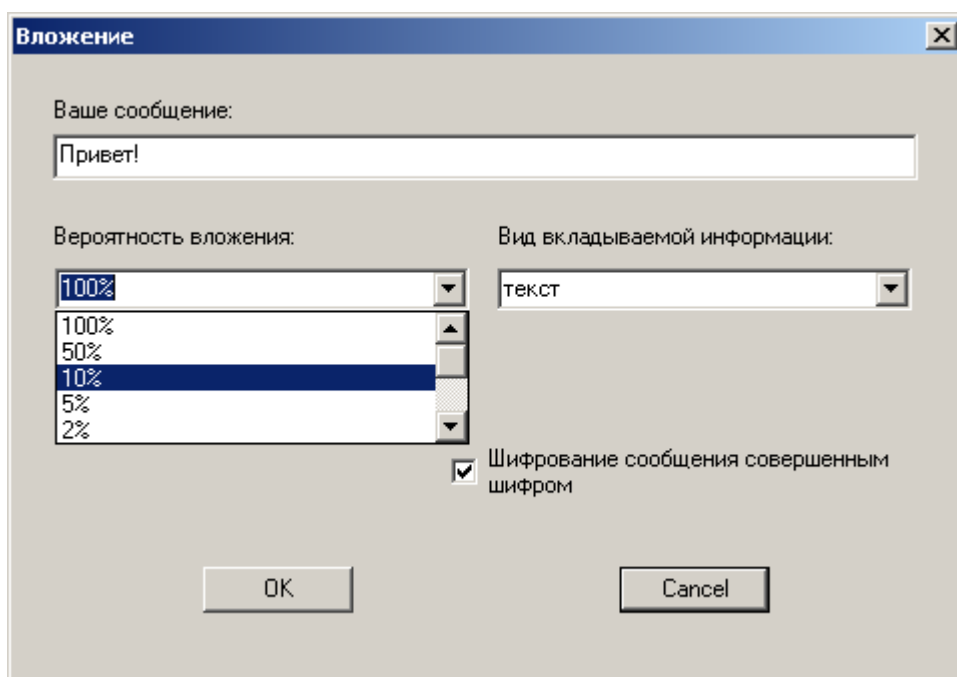 Вложение
Ваше сообщение:
Привет!
Вероятность вложения:
Вид вкладываемой информации:
100%
текст
100%
50%
10%
5%
2%
Шифрование сообщения совершенным
шифром
OK
Cancel